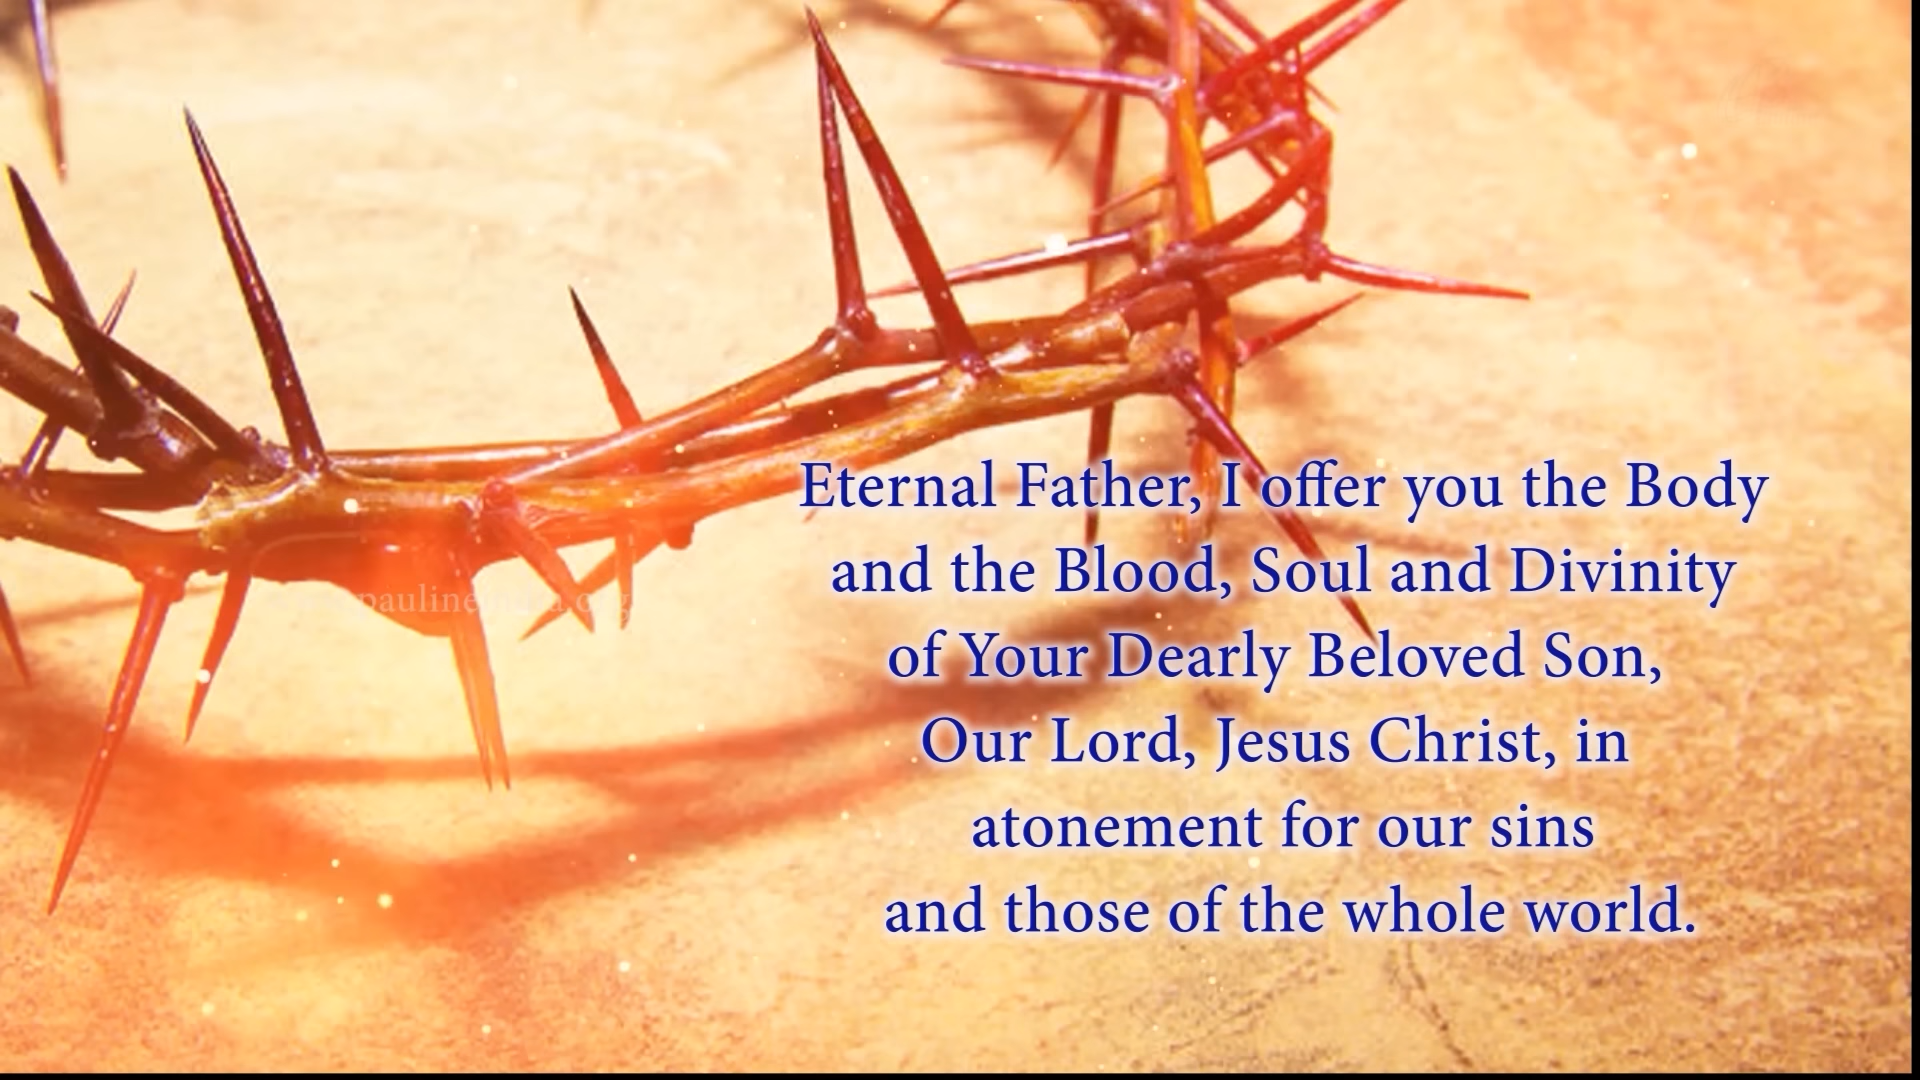 Eternal Father, I offer you the Body
and the Blood, Soul and Divinity
of Your Dearly Beloved Son,
Our Lord, Jesus Christ, in
atonement for our sins
and those of the whole world.